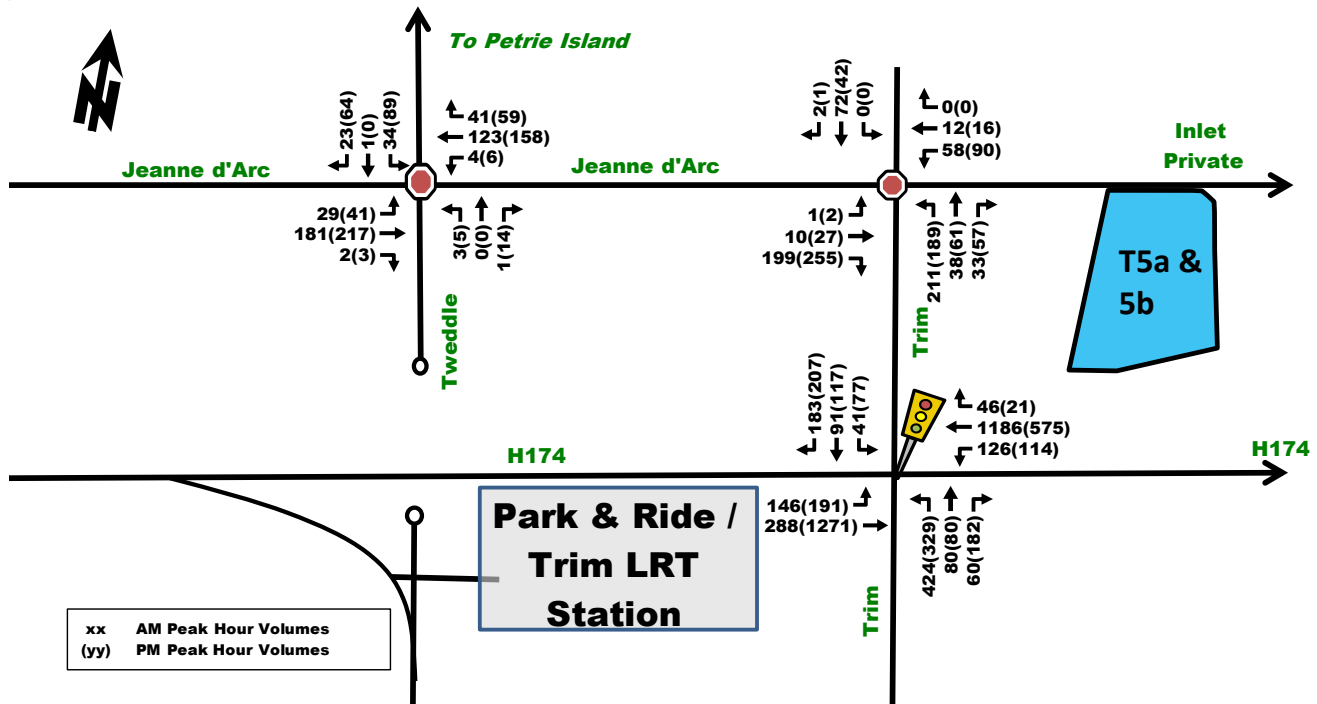 N
To Petrie Island
23(64)
1(0)
34(89)
41(59)
123(158)
4(6)
2(1)
72(42)
0(0)
0(0)
12(16)
58(90)
Inlet
Private
Jeanne d'Arc
Jeanne d'Arc
29(41)
181(217)
2(3)
3(5)
0(0)
1(14)
1(2)
10(27)
199(255)
211(189)
38(61)
33(57)
T5a &
5b
Tweddle
Trim
183(207)
91(117)
41(77)
46(21)
1186(575)
126(114)
H174
H174
146(191)
288(1271)
424(329)
80(80)
60(182)
Park & Ride /
Trim LRT
Station
Trim
xx AM Peak Hour Volumes
(yy) PM Peak Hour Volumes